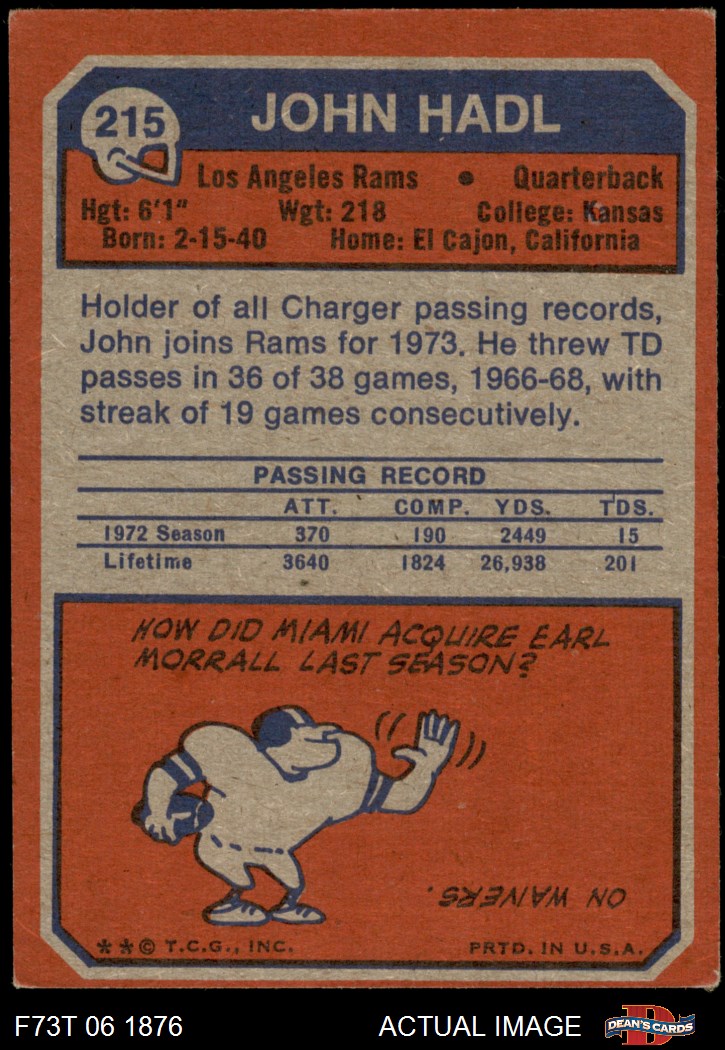 215
JOHN HADL
Los Angeles Rams • Quarterback
Hgt: 6'1" Wgt: 218 College: Kansas
Born: 2-15-40 Home: El Cajon, California
Holder of all Charger passing records,
John joins Rams for 1973. He threw TD
passes in 36 of 38 games, 1966-68, with
streak of 19 games consecutively.
PASSING RECORD
ATT. COMP. YDS. TDS.
1972 Season 370 190 2449 15
Lifetime 3640 1824 26,938 201
HOW DID MIAMI ACQUIRE EARL
MORRALL LAST SEASON?
ON WAIVERS.
**© T.C.G., INC. PRTD. IN U.S.A.
F73T 06 1876 ACTUAL IMAGE D DEAN'S CARDS